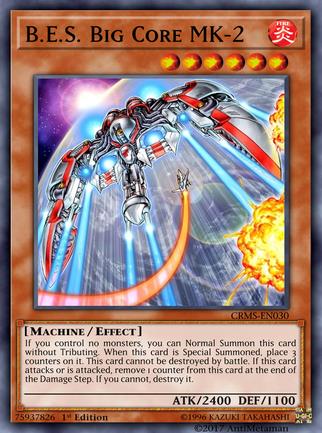 B.E.S. Big Core MK-2
FIRE
炎
CRMS-EN030
[Machine / Effect]
If you control no monsters, you can Normal Summon this card
without Tributing. When this card is Special Summoned, place 3
counters on it. This card cannot be destroyed by battle. If this card
attacks or is attacked, remove 1 counter from this card at the end of
the Damage Step. If you cannot, destroy it.
ATK/2400 DEF/1100
75937826 1st Edition ©1996 KAZUKI TAKAHASHI
©2017 AntiMetaman